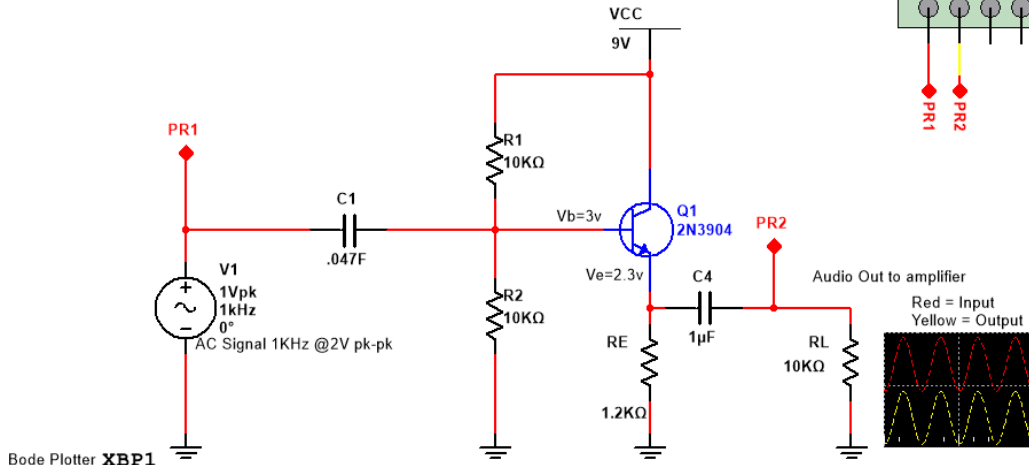 VCC
9V
PR1
PR2
PR1
R1
10KΩ
C1
.047F
Vb=3v
Q1
2N3904
PR2
V1
1Vpk
1kHz
0°
AC Signal 1KHz @2V pk-pk
R2
10KΩ
Ve=2.3v
C4
1µF
Audio Out to amplifier
Red = Input
Yellow = Output
RE
1.2KΩ
RL
10KΩ
Bode Plotter XBP1